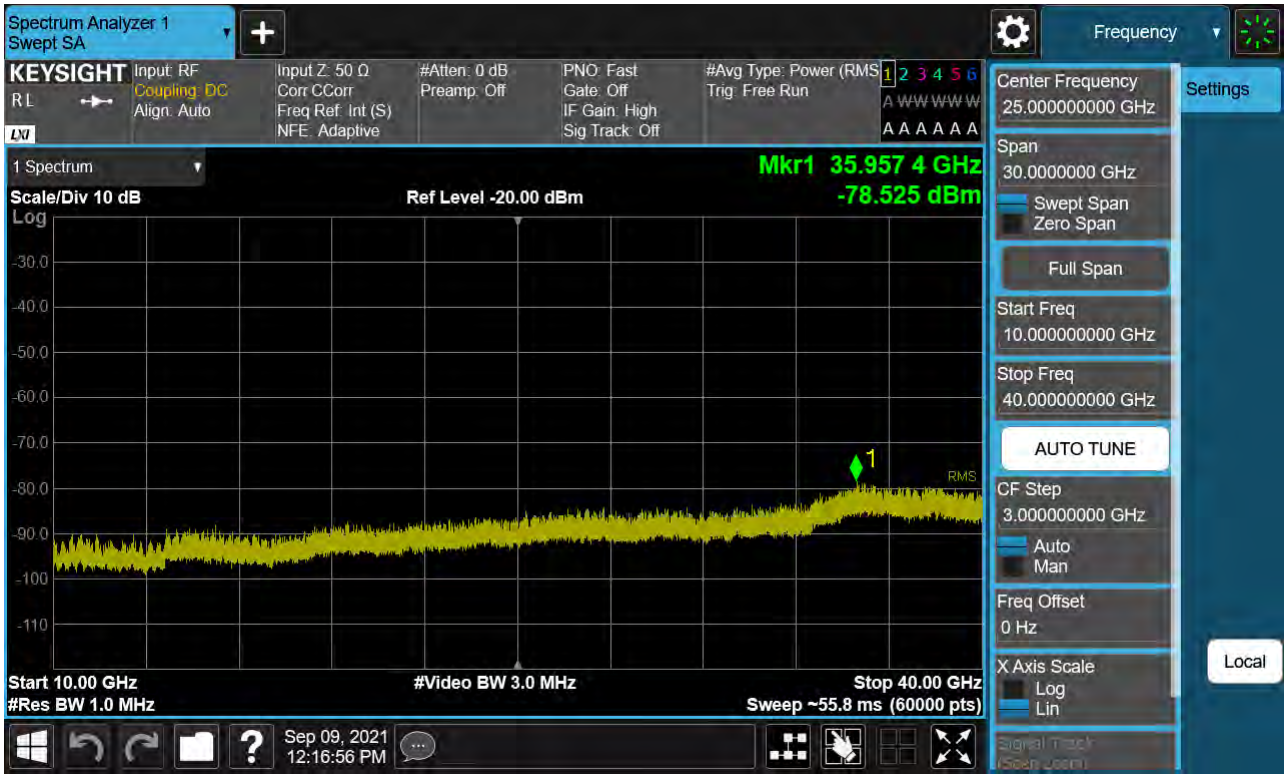 Spectrum Analyzer 1
Swept SA
+
Frequency
KEYSIGHT
RL
LXI
Input: RF
Coupling: DC
Align: Auto
Input Z: 50 Ω
Corr CCorr
Freq Ref: Int (S)
NFE: Adaptive
#Atten: 0 dB
Preamp: Off
PNO: Fast
Gate: Off
IF Gain: High
Sig Track: Off
#Avg Type: Power (RMS
Trig: Free Run
1 2 3 4 5 6
A W W W W W
A A A A A A
1 Spectrum
Scale/Div 10 dB
Log
Ref Level -20.00 dBm
Mkr1 35.957 4 GHz
-78.525 dBm
-30.0
-40.0
-50.0
-60.0
-70.0
-80.0
-90.0
-100
-110
1
RMS
Start 10.00 GHz
#Res BW 1.0 MHz
#Video BW 3.0 MHz
Stop 40.00 GHz
Sweep ~55.8 ms (60000 pts)
Center Frequency
25.000000000 GHz
Span
30.0000000 GHz
Swept Span
Zero Span
Full Span
Start Freq
10.000000000 GHz
Stop Freq
40.000000000 GHz
AUTO TUNE
CF Step
3.000000000 GHz
Auto
Man
Freq Offset
0 Hz
X Axis Scale
Log
Lin
Signal Track
(Span Zoom)
Settings
Local
?
Sep 09, 2021
12:16:56 PM